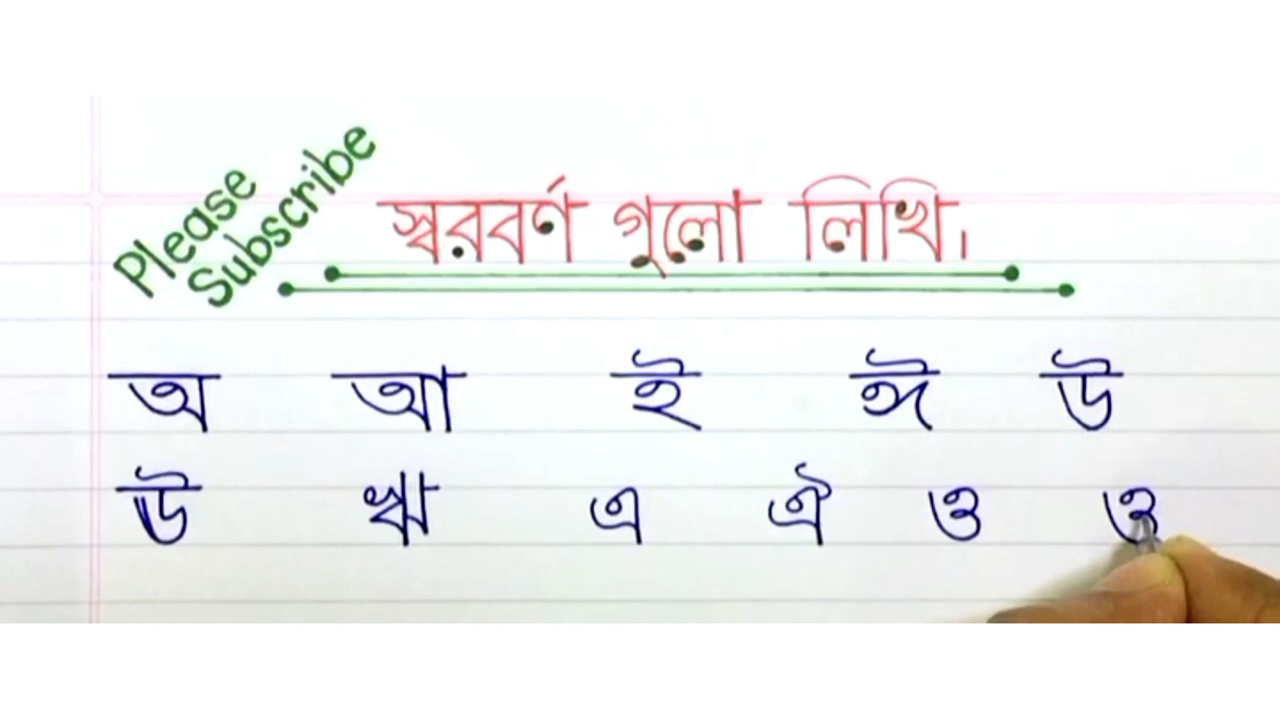 Please
Subscribe
স্বরবর্ণ গুলো লিখি।
অ আ ই ঈ উ
ঊ ঋ এ ঐ ও ও